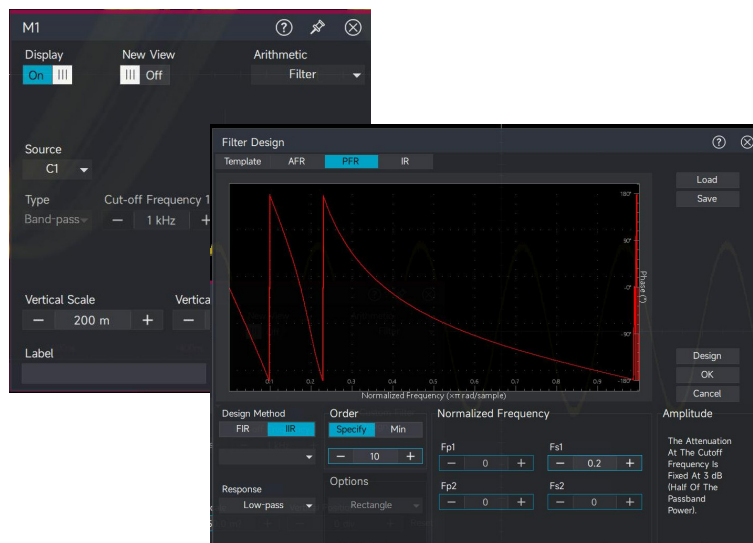 M1
Display New View Arithmetic
On Off Filter
Source
C1
Type Cut-off Frequency 1
Band-pass − 1 kHz +
Vertical Scale Vertica
− 200 m + −
Label
Filter Design
Template AFR PFR IR
Load
Save
180°
90°
-0°
-90°
-180°
Phase(°)
0.1 0.2 0.3 0.4 0.5 0.6 0.7 0.8 0.9
Normalized Frequency (×π rad/sample)
Design
OK
Cancel
Design Method
FIR IIR
Response
Low-pass
Order
Specify Min
− 10 +
Options
Rectangle
Normalized Frequency
Fp1 Fs1
− 0 + − 0.2 +
Fp2 Fs2
− 0 + − 0 +
Amplitude
The Attenuation
At The Cutoff
Frequency Is
Fixed At 3 dB
(Half Of The
Passband
Power).